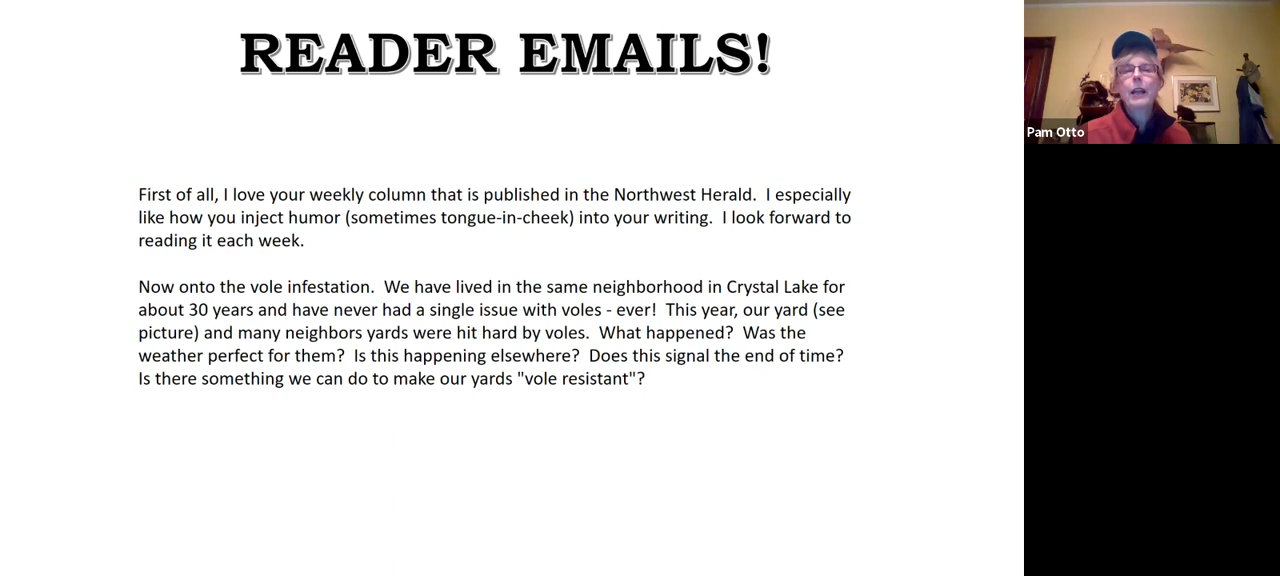 READER EMAILS!
First of all, I love your weekly column that is published in the Northwest Herald.  I especially
like how you inject humor (sometimes tongue-in-cheek) into your writing.  I look forward to
reading it each week.
Now onto the vole infestation.  We have lived in the same neighborhood in Crystal Lake for
about 30 years and have never had a single issue with voles - ever!  This year, our yard (see
picture) and many neighbors yards were hit hard by voles.  What happened?  Was the
weather perfect for them?  Is this happening elsewhere?  Does this signal the end of time?
Is there something we can do to make our yards "vole resistant"?
Pam Otto